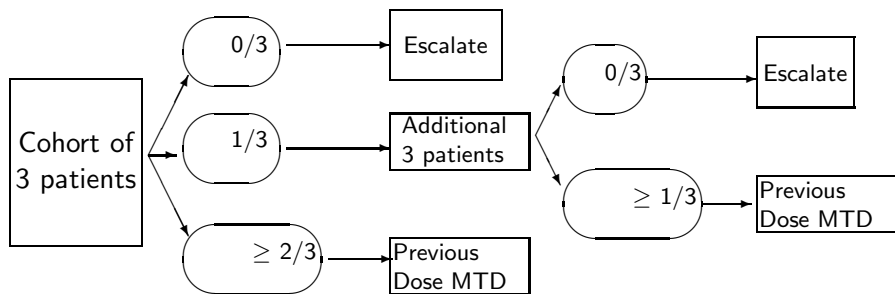 Cohort of
3 patients
0/3
Escalate
1/3
Additional
3 patients
≥ 2/3
Previous
Dose MTD
0/3
Escalate
≥ 1/3
Previous
Dose MTD